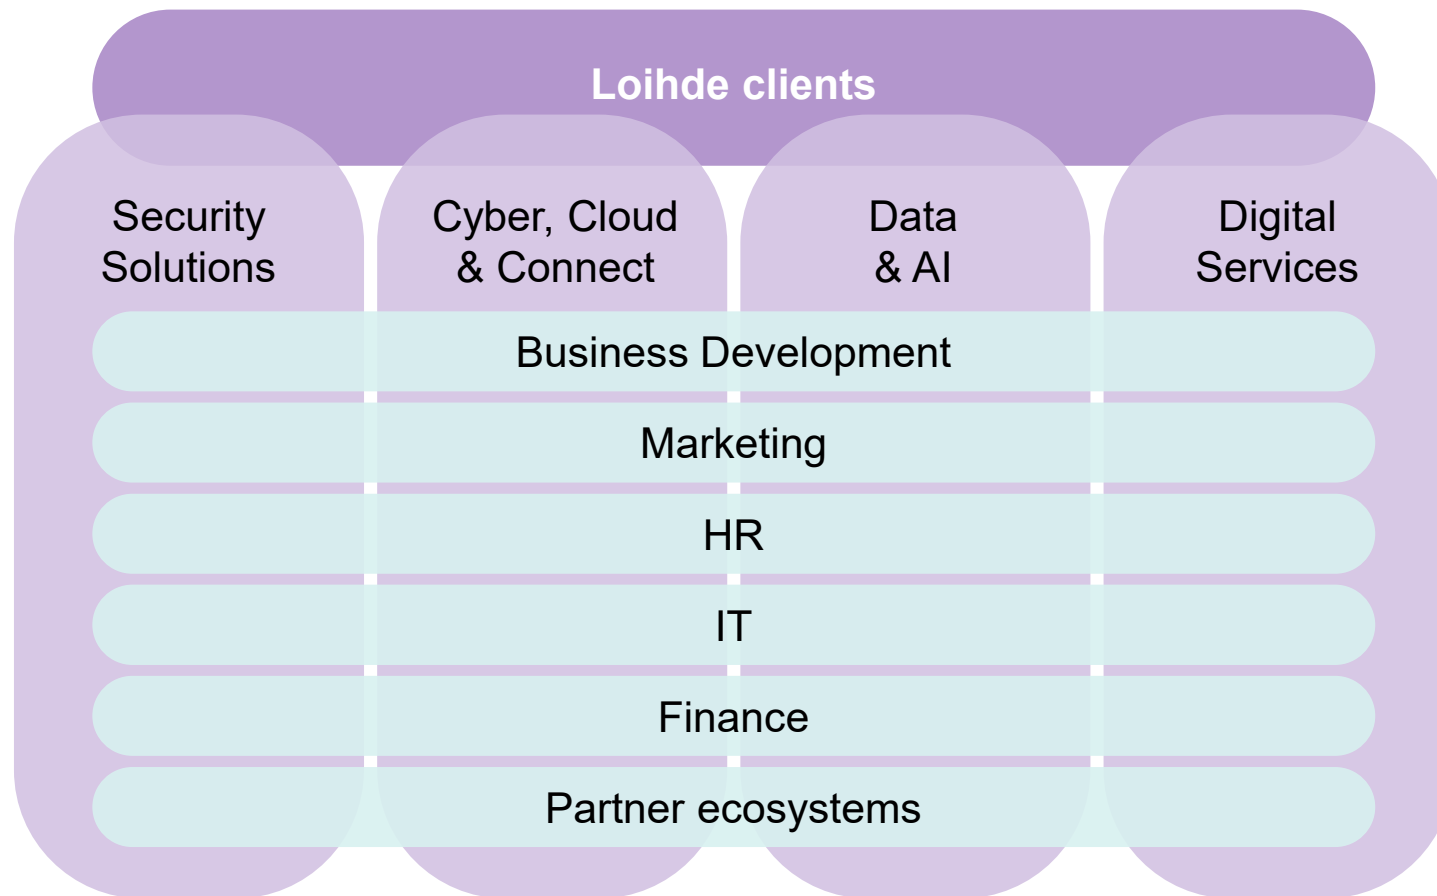 Loihde clients
Security
Solutions
Cyber, Cloud
& Connect
Data
& AI
Digital
Services
Business Development
Marketing
HR
IT
Finance
Partner ecosystems